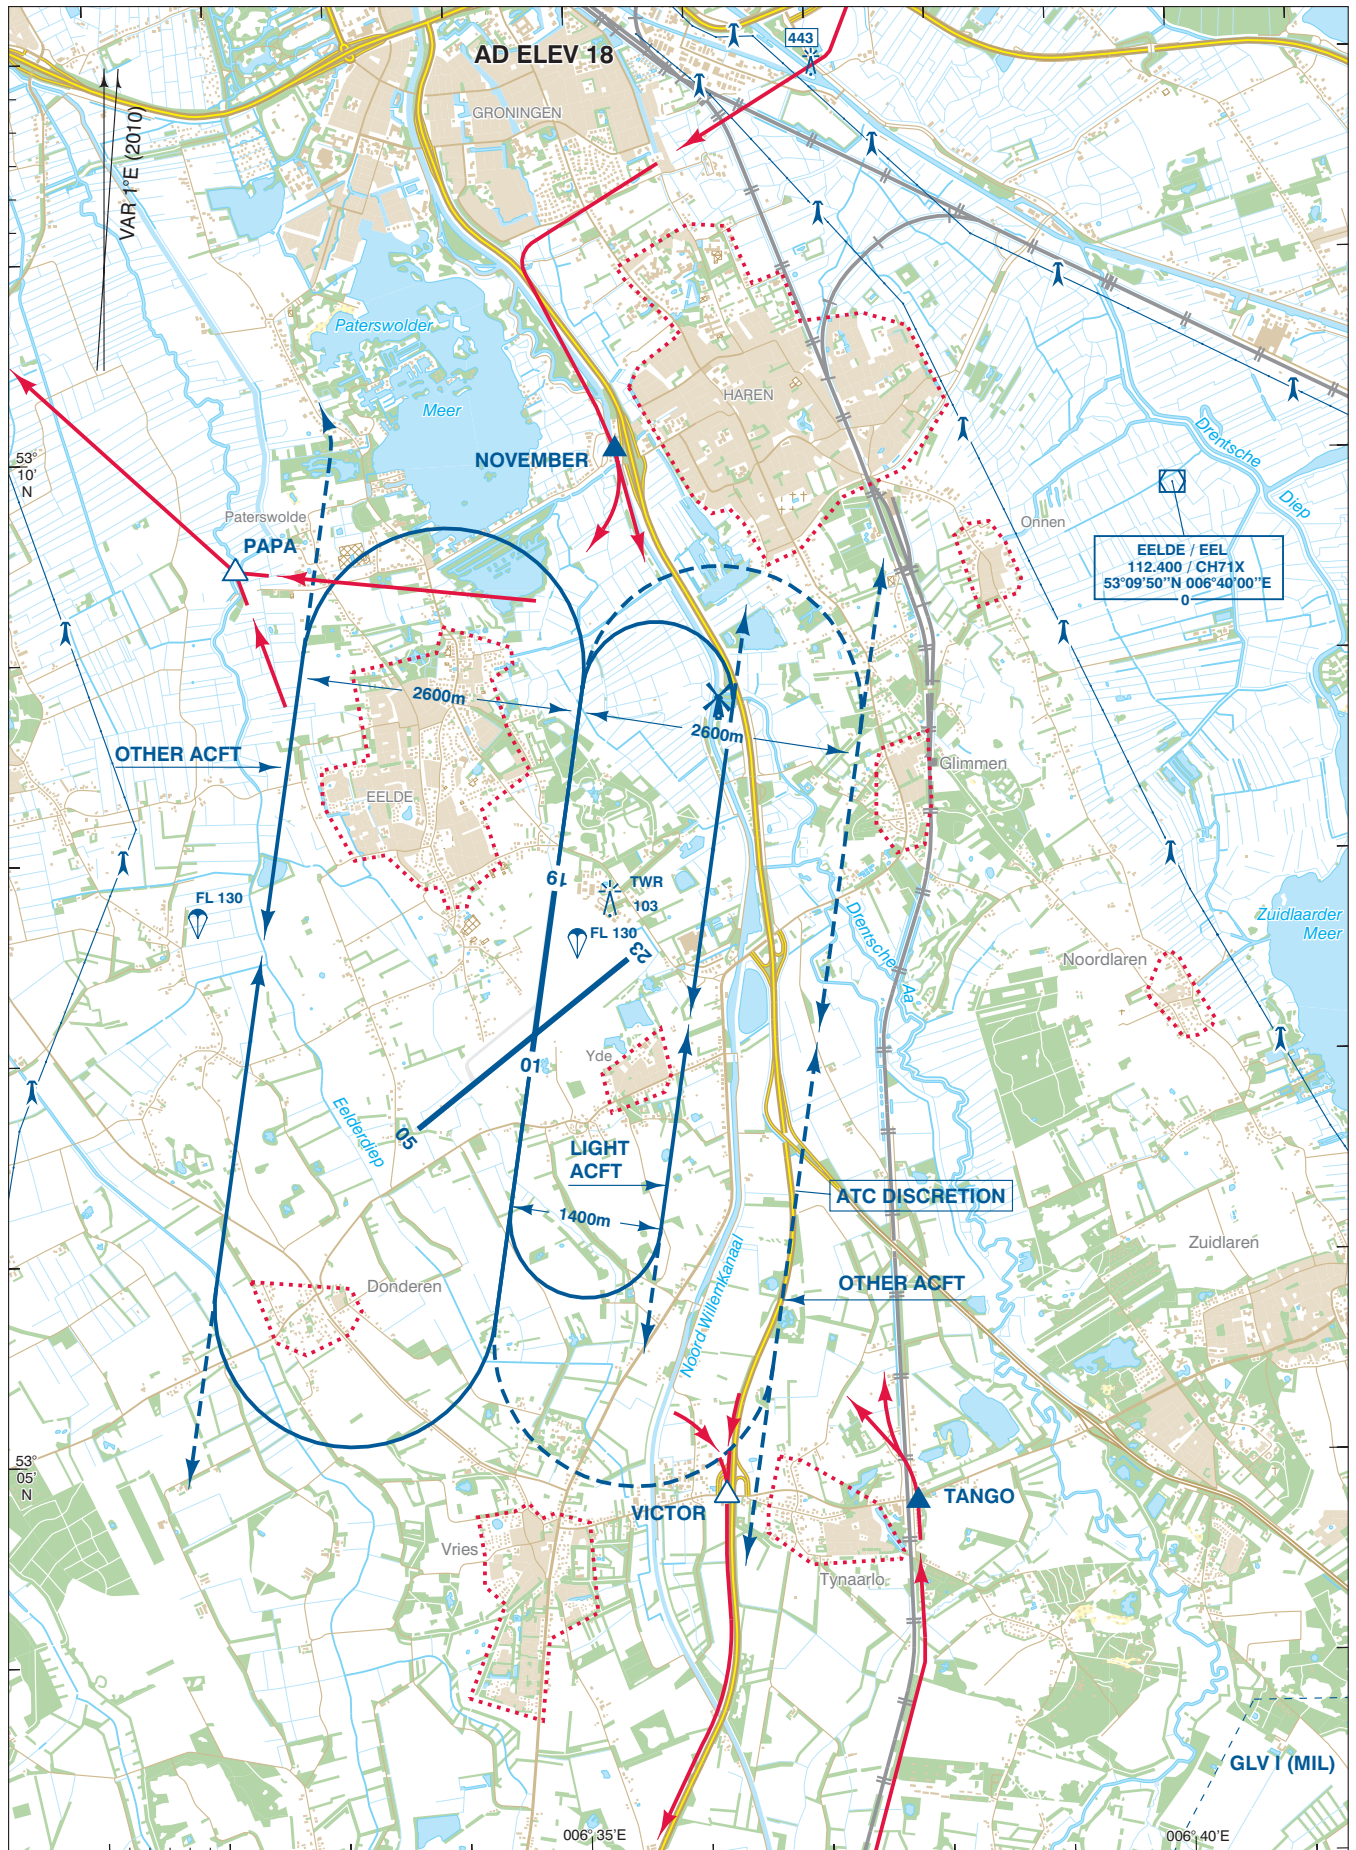 443
AD ELEV 18
GRONINGEN
VAR 1°E (2010)
Paterswolder
Meer
HAREN
NOVEMBER
53°
10'
N
Drentsche
Diep
Paterswolde
PAPA
Onnen
EELDE / EEL
112.400 / CH71X
53°09'50"N 006°40'00"E
0
2600m
2600m
OTHER ACFT
Glimmen
EELDE
19
TWR
103
FL 130
FL 130
23
Drentsche Aa
Zuidlaarder
Meer
Noordlaren
Yde
01
05
Eelderdiep
LIGHT
ACFT
ATC DISCRETION
1400m
Zuidlaren
Noord Willem Kanaal
Donderen
OTHER ACFT
53°
05'
N
VICTOR
TANGO
Vries
Tynaarlo
GLV I (MIL)
006° 35'E
006° 40'E